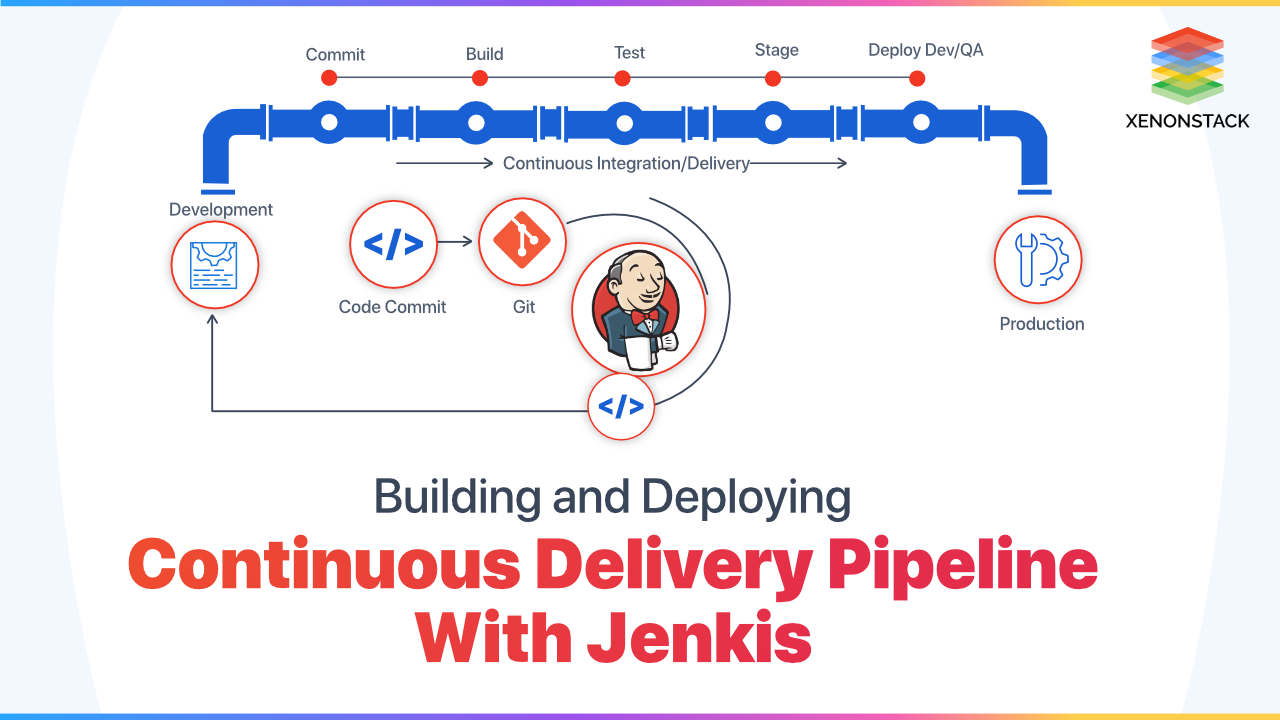 Commit
Build
Test
Stage
Deploy Dev/QA
XENONSTACK
Continuous Integration/Delivery
Development
</>
Code Commit
Git
</>
Production
Building and Deploying
Continuous Delivery Pipeline
With Jenkis